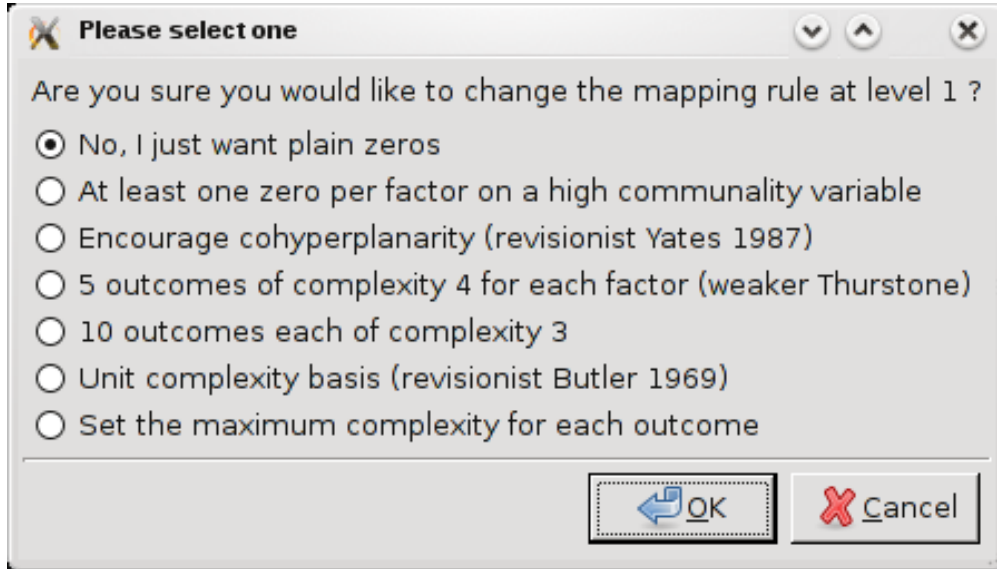 Please select one
Are you sure you would like to change the mapping rule at level 1 ?
No, I just want plain zeros
At least one zero per factor on a high communality variable
Encourage cohyperplanarity (revisionist Yates 1987)
5 outcomes of complexity 4 for each factor (weaker Thurstone)
10 outcomes each of complexity 3
Unit complexity basis (revisionist Butler 1969)
Set the maximum complexity for each outcome
OK Cancel